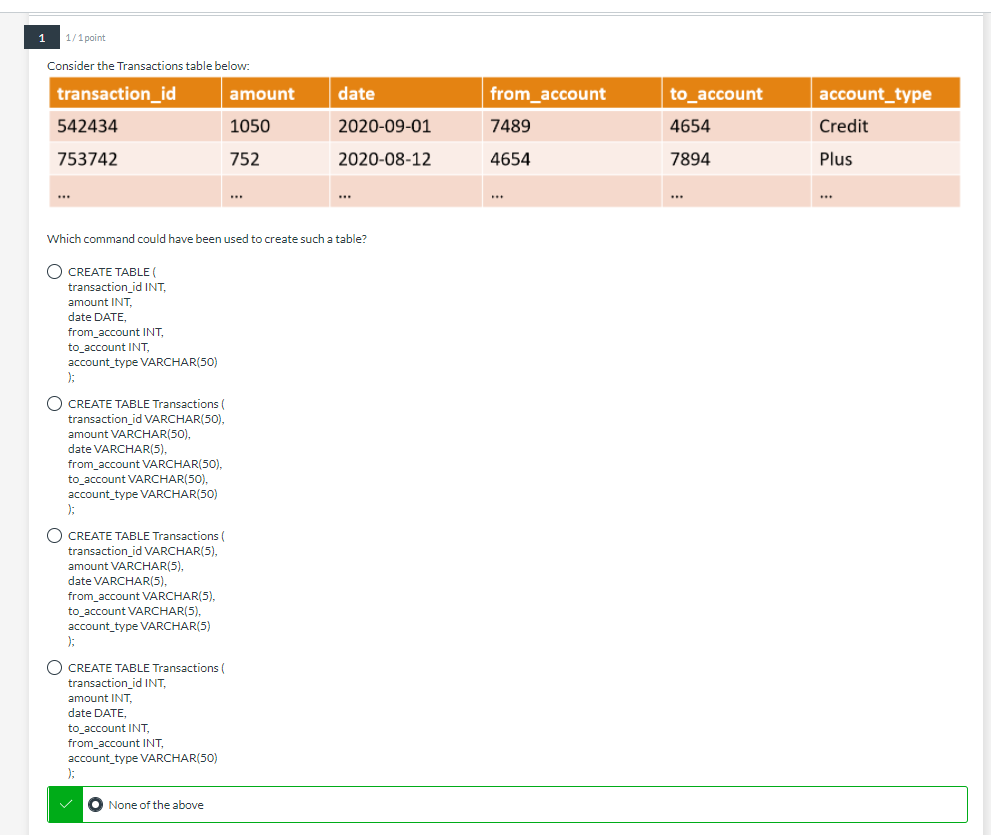 1 1 / 1 point
Consider the Transactions table below:
transaction_id amount date from_account to_account account_type
542434 1050 2020-09-01 7489 4654 Credit
753742 752 2020-08-12 4654 7894 Plus
... ... ... ... ... ...
Which command could have been used to create such a table?
CREATE TABLE (
transaction_id INT,
amount INT,
date DATE,
from_account INT,
to_account INT,
account_type VARCHAR(50)
);
CREATE TABLE Transactions (
transaction_id VARCHAR(50),
amount VARCHAR(50),
date VARCHAR(5),
from_account VARCHAR(50),
to_account VARCHAR(50),
account_type VARCHAR(50)
);
CREATE TABLE Transactions (
transaction_id VARCHAR(5),
amount VARCHAR(5),
date VARCHAR(5),
from_account VARCHAR(5),
to_account VARCHAR(5),
account_type VARCHAR(5)
);
CREATE TABLE Transactions (
transaction_id INT,
amount INT,
date DATE,
to_account INT,
from_account INT,
account_type VARCHAR(50)
);
None of the above